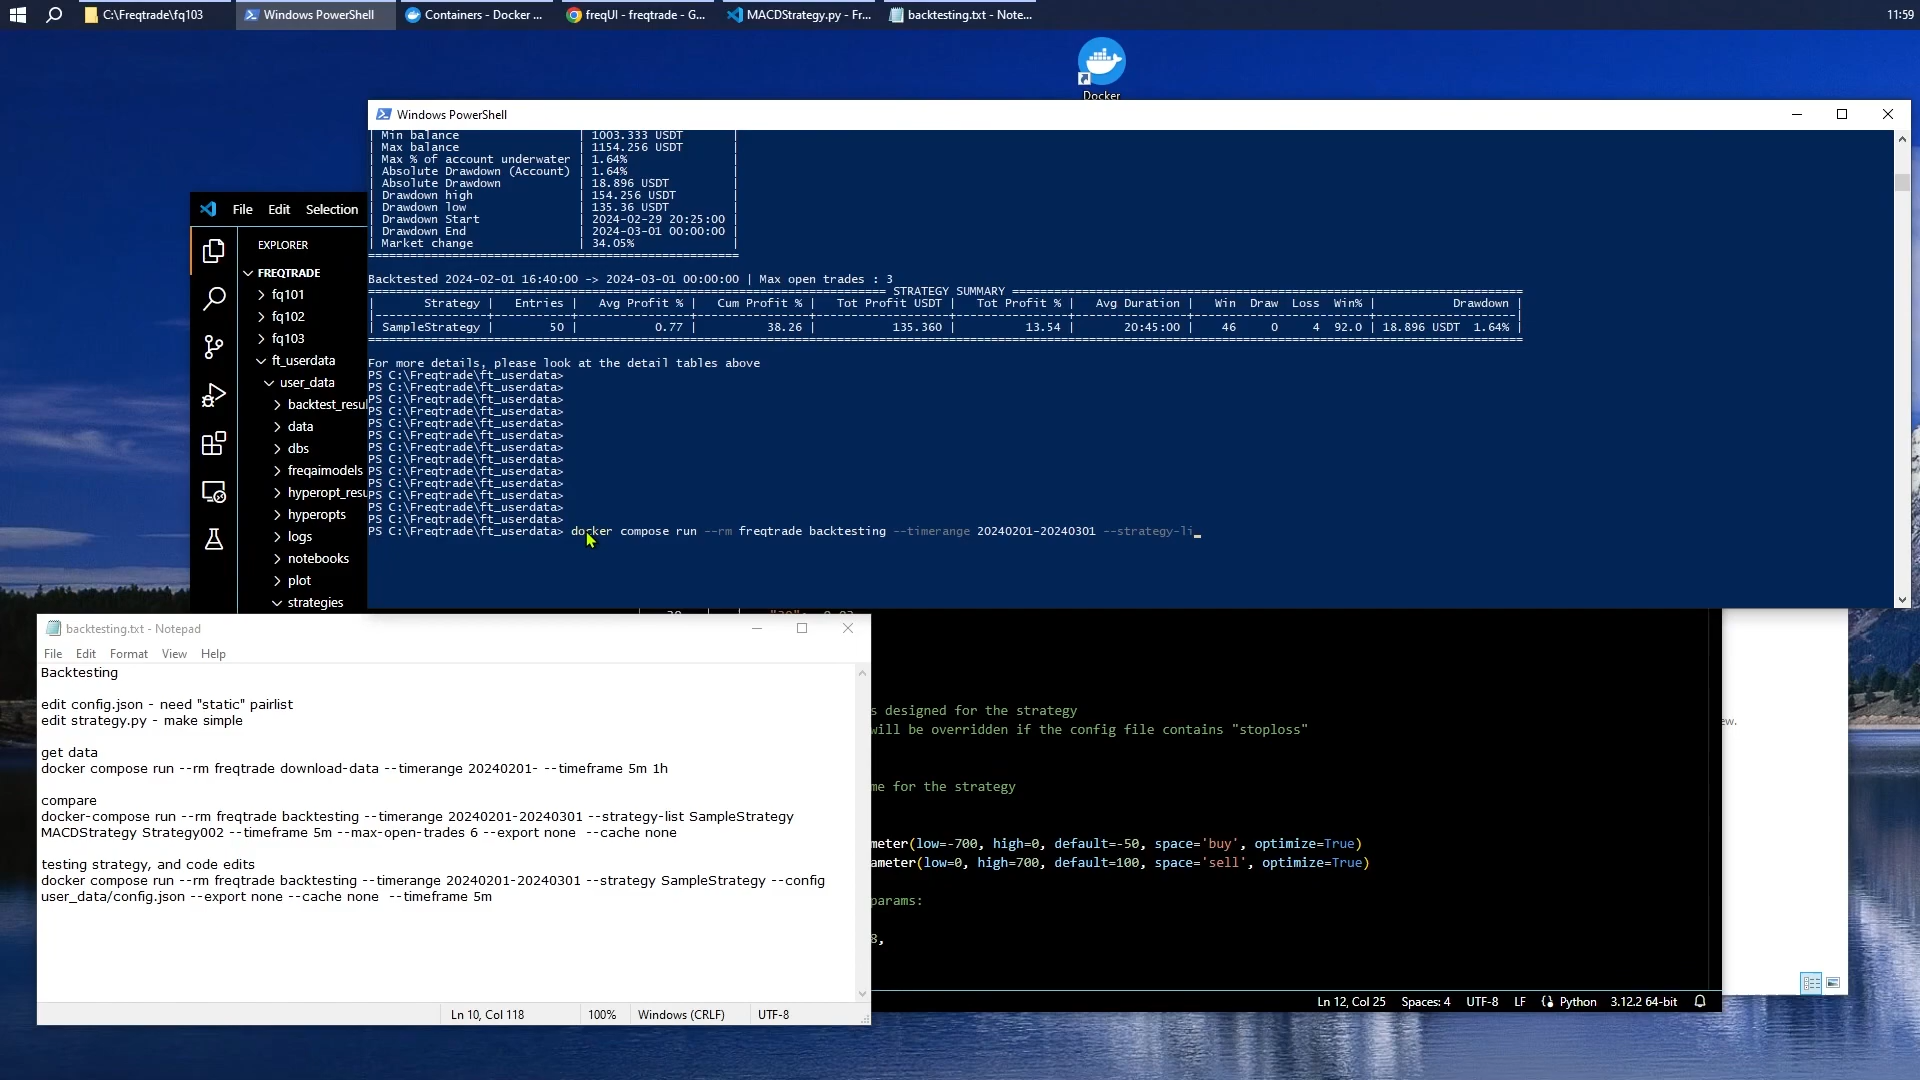 C:\Freqtrade\fq103
Windows PowerShell
Containers - Docker ...
freqUI - freqtrade - G...
MACDStrategy.py - Fr...
backtesting.txt - Note...
11:59
Docker
Windows PowerShell
| Min balance | 1003.333 USDT |
| Max balance | 1154.256 USDT |
| Max % of account underwater | 1.64% |
| Absolute Drawdown (Account) | 1.64% |
| Absolute Drawdown | 18.896 USDT |
| Drawdown high | 154.256 USDT |
| Drawdown low | 135.36 USDT |
| Drawdown Start | 2024-02-29 20:25:00 |
| Drawdown End | 2024-03-01 00:00:00 |
| Market change | 34.05% |
Backtested 2024-02-01 16:40:00 -> 2024-03-01 00:00:00 | Max open trades : 3
STRATEGY SUMMARY
| Strategy | Entries | Avg Profit % | Cum Profit % | Tot Profit USDT | Tot Profit % | Avg Duration | Win Draw Loss Win% | Drawdown |
| SampleStrategy | 50 | 0.77 | 38.26 | 135.360 | 13.54 | 20:45:00 | 46 0 4 92.0 | 18.896 USDT 1.64% |
For more details, please look at the detail tables above
PS C:\Freqtrade\ft_userdata>
PS C:\Freqtrade\ft_userdata>
PS C:\Freqtrade\ft_userdata>
PS C:\Freqtrade\ft_userdata>
PS C:\Freqtrade\ft_userdata>
PS C:\Freqtrade\ft_userdata>
PS C:\Freqtrade\ft_userdata>
PS C:\Freqtrade\ft_userdata>
PS C:\Freqtrade\ft_userdata>
PS C:\Freqtrade\ft_userdata>
PS C:\Freqtrade\ft_userdata>
PS C:\Freqtrade\ft_userdata>
PS C:\Freqtrade\ft_userdata>
PS C:\Freqtrade\ft_userdata> docker compose run --rm freqtrade backtesting --timerange 20240201-20240301 --strategy-li_
File Edit Selection
EXPLORER
FREQTRADE
fq101
fq102
fq103
ft_userdata
user_data
backtest_resul
data
dbs
freqaimodels
hyperopt_resu
hyperopts
logs
notebooks
plot
strategies
backtesting.txt - Notepad
File Edit Format View Help
Backtesting
edit config.json - need "static" pairlist
edit strategy.py - make simple
get data
docker compose run --rm freqtrade download-data --timerange 20240201- --timeframe 5m 1h
compare
docker-compose run --rm freqtrade backtesting --timerange 20240201-20240301 --strategy-list SampleStrategy
MACDStrategy Strategy002 --timeframe 5m --max-open-trades 6 --export none --cache none
testing strategy, and code edits
docker compose run --rm freqtrade backtesting --timerange 20240201-20240301 --strategy SampleStrategy --config
user_data/config.json --export none --cache none --timeframe 5m
Ln 10, Col 118
100%
Windows (CRLF)
UTF-8
s designed for the strategy
will be overridden if the config file contains "stoploss"
me for the strategy
meter(low=-700, high=0, default=-50, space='buy', optimize=True)
ameter(low=0, high=700, default=100, space='sell', optimize=True)
params:
8,
Ln 12, Col 25
Spaces: 4
UTF-8
LF
Python
3.12.2 64-bit
ew.